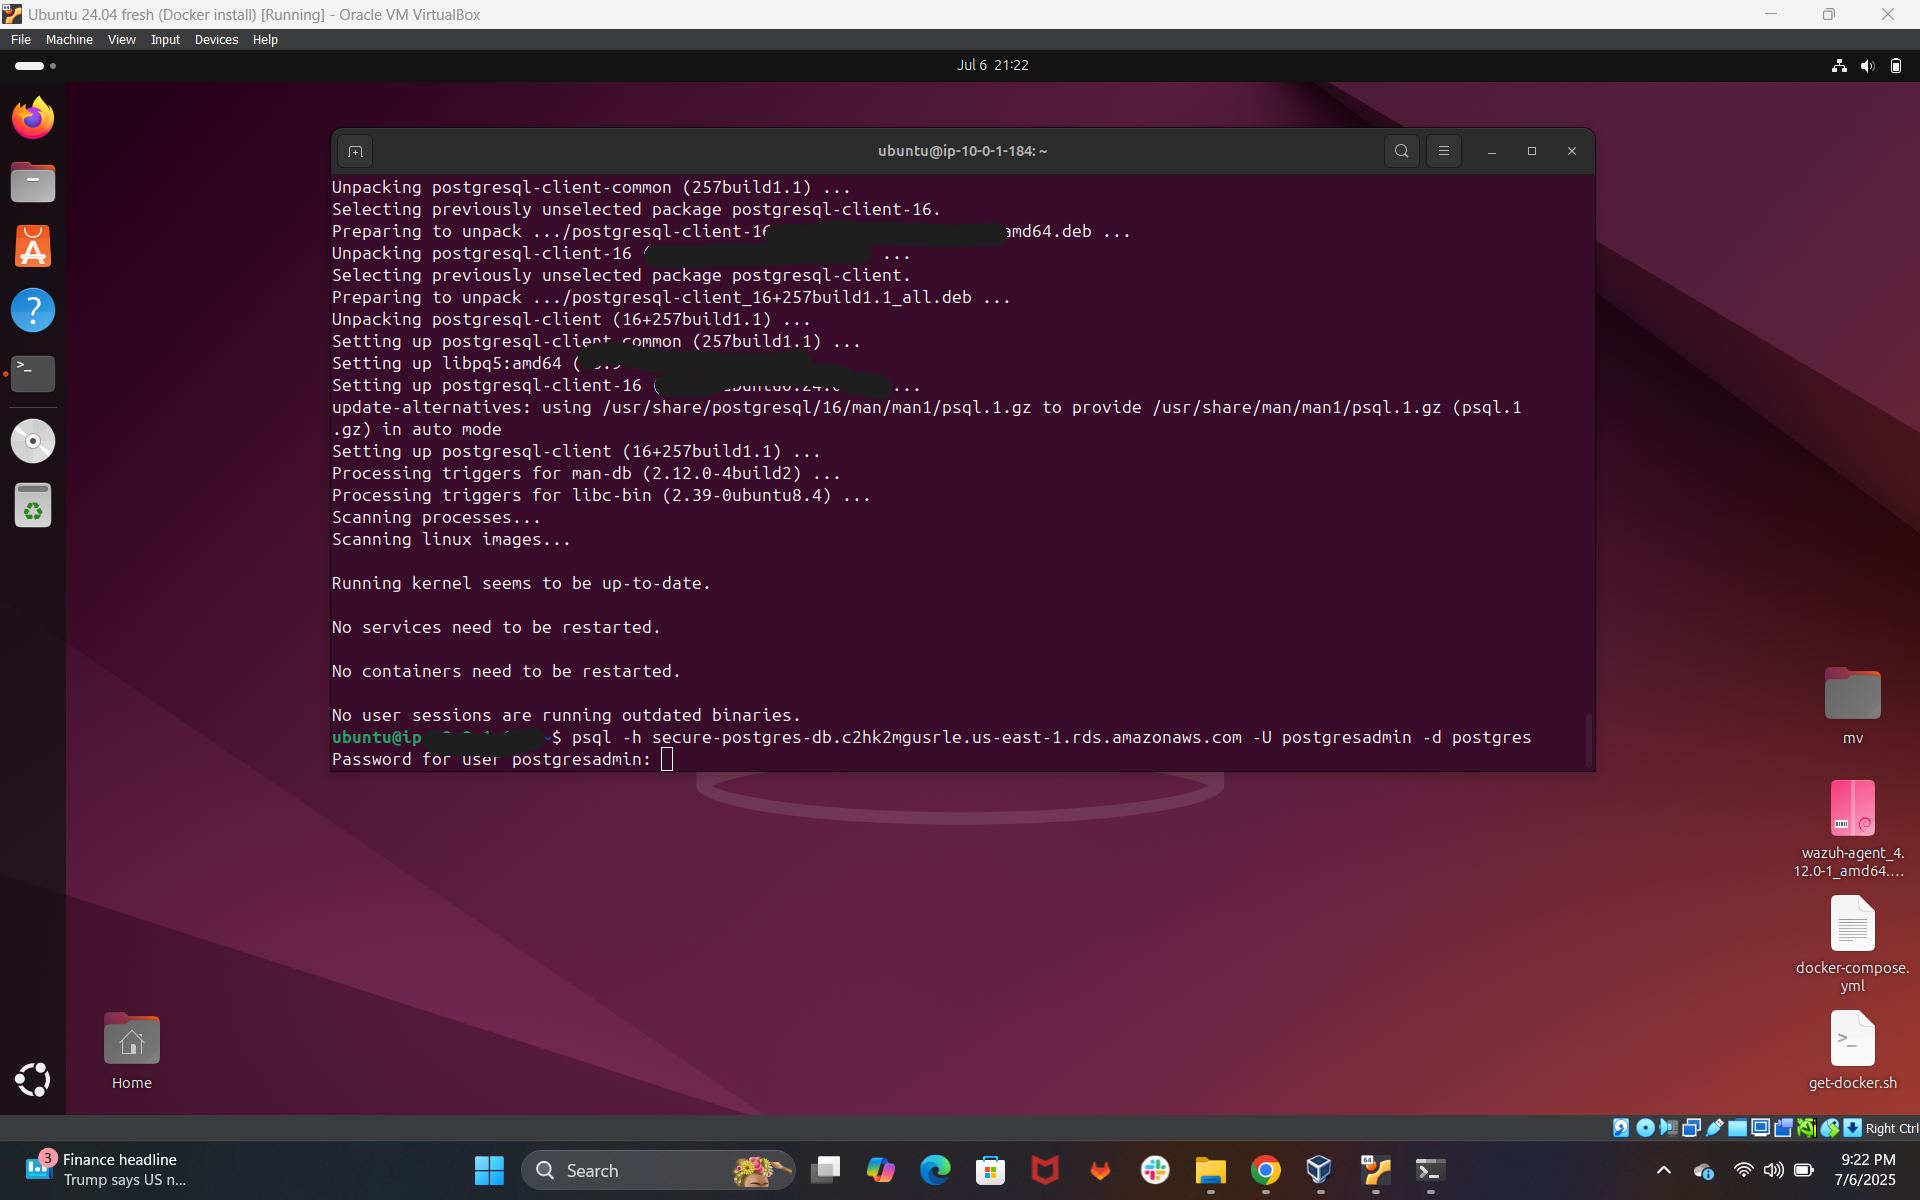 Ubuntu 24.04 fresh (Docker install) [Running] - Oracle VM VirtualBox
File Machine View Input Devices Help
Jul 6 21:22
ubuntu@ip-10-0-1-184: ~
Unpacking postgresql-client-common (257build1.1) ...
Selecting previously unselected package postgresql-client-16.
Preparing to unpack .../postgresql-client-16 amd64.deb ...
Unpacking postgresql-client-16 ( ...
Selecting previously unselected package postgresql-client.
Preparing to unpack .../postgresql-client_16+257build1.1_all.deb ...
Unpacking postgresql-client (16+257build1.1) ...
Setting up postgresql-client-common (257build1.1) ...
Setting up libpq5:amd64 (
Setting up postgresql-client-16 ( ...
update-alternatives: using /usr/share/postgresql/16/man/man1/psql.1.gz to provide /usr/share/man/man1/psql.1.gz (psql.1
.gz) in auto mode
Setting up postgresql-client (16+257build1.1) ...
Processing triggers for man-db (2.12.0-4build2) ...
Processing triggers for libc-bin (2.39-0ubuntu8.4) ...
Scanning processes...
Scanning linux images...
Running kernel seems to be up-to-date.
No services need to be restarted.
No containers need to be restarted.
No user sessions are running outdated binaries.
ubuntu@ip $ psql -h secure-postgres-db.c2hk2mgusrle.us-east-1.rds.amazonaws.com -U postgresadmin -d postgres
Password for user postgresadmin:
mv
wazuh-agent_4.
12.0-1_amd64....
docker-compose.
yml
get-docker.sh
Home
Right Ctrl
3
Finance headline
Trump says US n...
Search
64
9:22 PM
7/6/2025